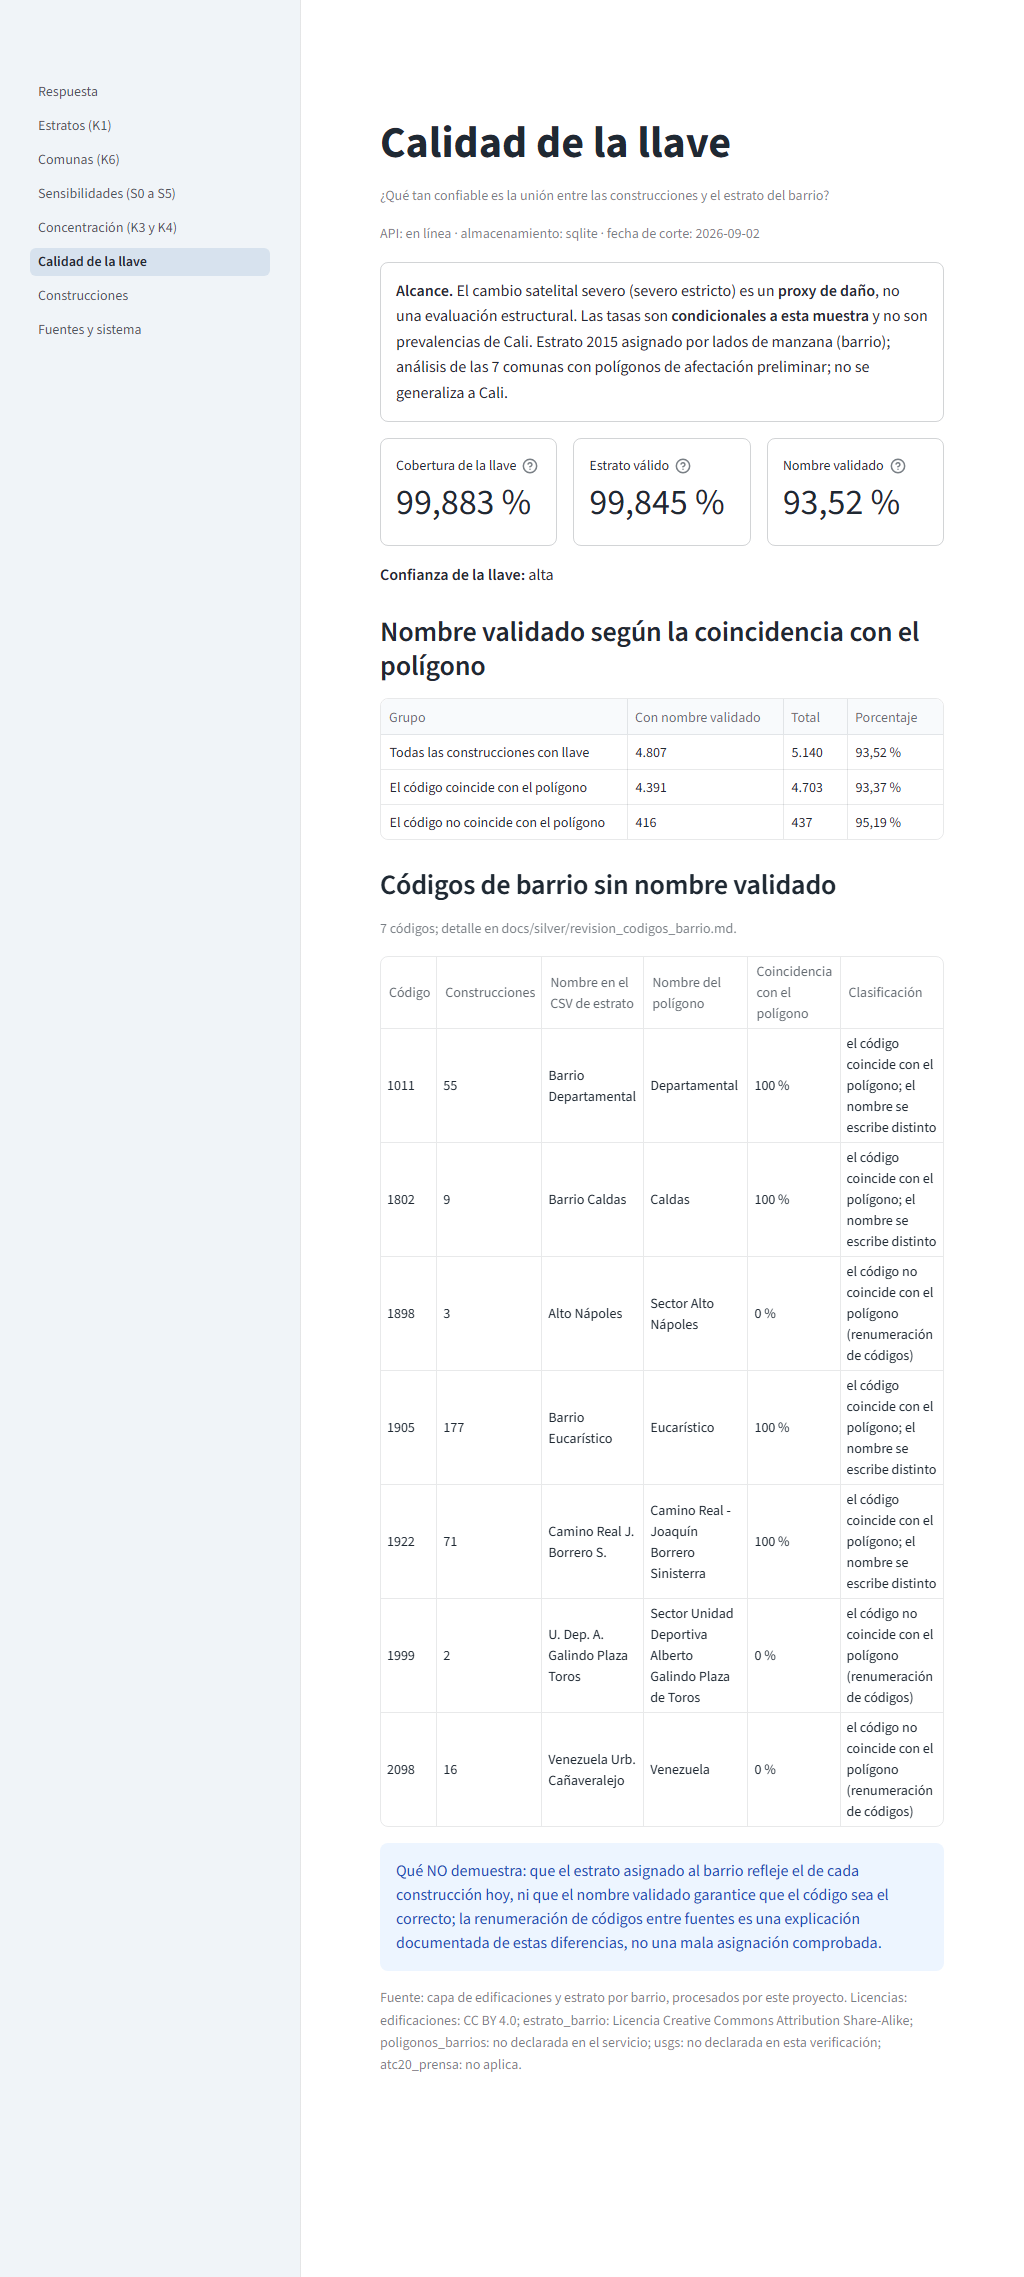 Respuesta
Estratos (K1)
Comunas (K6)
Sensibilidades (S0 a S5)
Concentración (K3 y K4)
Calidad de la llave
Construcciones
Fuentes y sistema
Calidad de la llave
¿Qué tan confiable es la unión entre las construcciones y el estrato del barrio?
API: en línea · almacenamiento: sqlite · fecha de corte: 2026-09-02
Alcance. El cambio satelital severo (severo estricto) es un proxy de daño, no
una evaluación estructural. Las tasas son condicionales a esta muestra y no son
prevalencias de Cali. Estrato 2015 asignado por lados de manzana (barrio);
análisis de las 7 comunas con polígonos de afectación preliminar; no se
generaliza a Cali.
Cobertura de la llave
99,883 %
Estrato válido
99,845 %
Nombre validado
93,52 %
Confianza de la llave: alta
Nombre validado según la coincidencia con el
polígono
Grupo Con nombre validado Total Porcentaje
Todas las construcciones con llave 4.807 5.140 93,52 %
El código coincide con el polígono 4.391 4.703 93,37 %
El código no coincide con el polígono 416 437 95,19 %
Códigos de barrio sin nombre validado
7 códigos; detalle en docs/silver/revision_codigos_barrio.md.
Código
Construcciones
Nombre en el
CSV de estrato
Nombre del
polígono
Coincidencia
con el
polígono
Clasificación
1011
55
Barrio
Departamental
Departamental
100 %
el código
coincide con el
polígono; el
nombre se
escribe distinto
1802
9
Barrio Caldas
Caldas
100 %
el código
coincide con el
polígono; el
nombre se
escribe distinto
1898
3
Alto Nápoles
Sector Alto
Nápoles
0 %
el código no
coincide con el
polígono
(renumeración
de códigos)
1905
177
Barrio
Eucarístico
Eucarístico
100 %
el código
coincide con el
polígono; el
nombre se
escribe distinto
1922
71
Camino Real J.
Borrero S.
Camino Real -
Joaquín
Borrero
Sinisterra
100 %
el código
coincide con el
polígono; el
nombre se
escribe distinto
1999
2
U. Dep. A.
Galindo Plaza
Toros
Sector Unidad
Deportiva
Alberto
Galindo Plaza
de Toros
0 %
el código no
coincide con el
polígono
(renumeración
de códigos)
2098
16
Venezuela Urb.
Cañaveralejo
Venezuela
0 %
el código no
coincide con el
polígono
(renumeración
de códigos)
Qué NO demuestra: que el estrato asignado al barrio refleje el de cada
construcción hoy, ni que el nombre validado garantice que el código sea el
correcto; la renumeración de códigos entre fuentes es una explicación
documentada de estas diferencias, no una mala asignación comprobada.
Fuente: capa de edificaciones y estrato por barrio, procesados por este proyecto. Licencias:
edificaciones: CC BY 4.0; estrato_barrio: Licencia Creative Commons Attribution Share-Alike;
poligonos_barrios: no declarada en el servicio; usgs: no declarada en esta verificación;
atc20_prensa: no aplica.